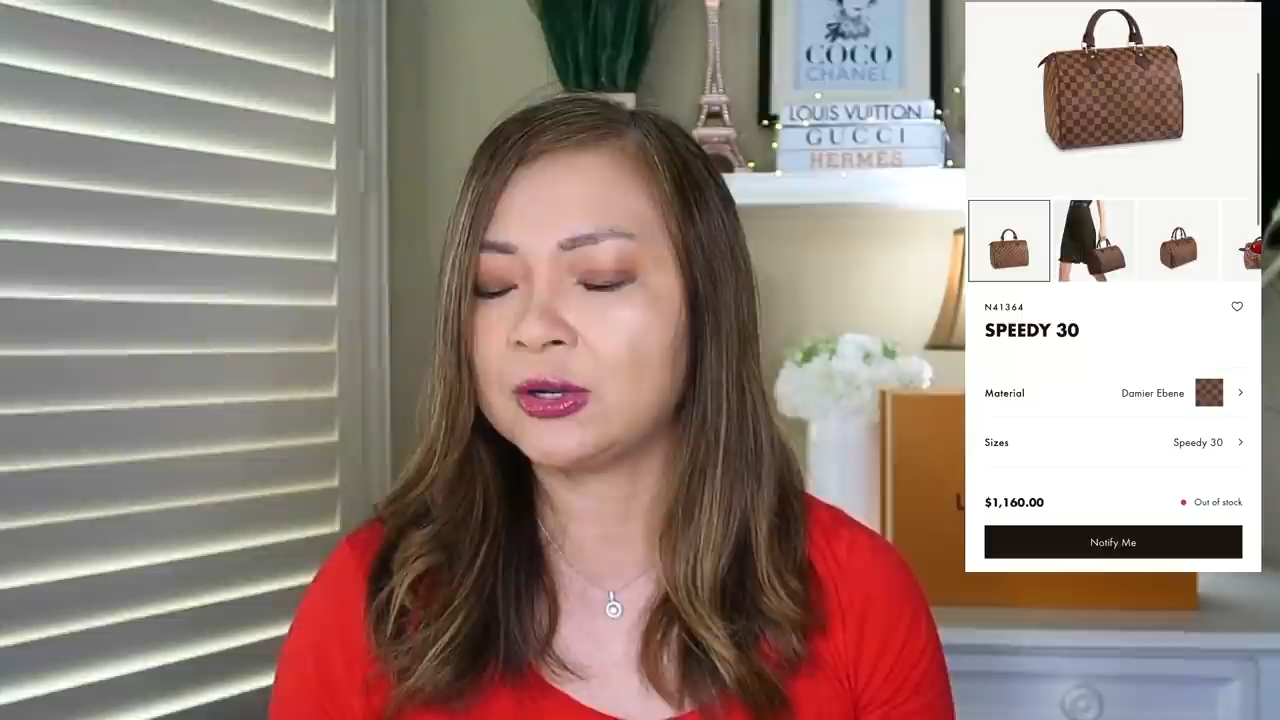 COCO
CHANEL
LOUIS VUITTON
GUCCI
HERMÈS
N41364
SPEEDY 30
Material Damier Ebene
Sizes Speedy 30
$1,160.00 Out of stock
Notify Me